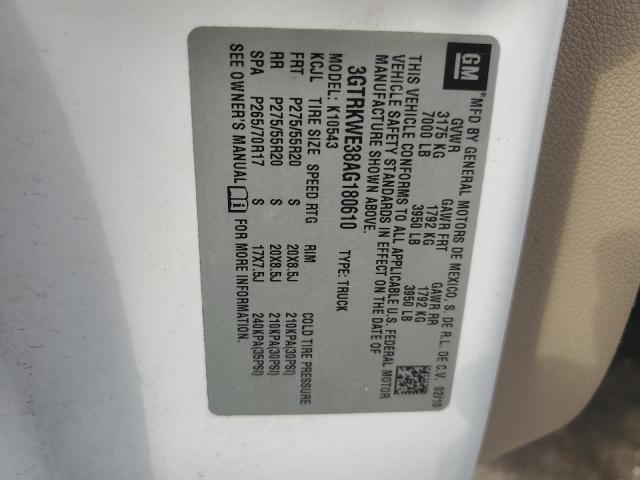 GM
®MFD BY GENERAL MOTORS DE MEXICO, S. DE R.L. DE C.V. 02/10
GVWR GAWR FRT GAWR RR
3175 KG 1792 KG 1792 KG
7000 LB 3950 LB 3950 LB
THIS VEHICLE CONFORMS TO ALL APPLICABLE U.S. FEDERAL MOTOR
VEHICLE SAFETY STANDARDS IN EFFECT ON THE DATE OF
MANUFACTURE SHOWN ABOVE.
3GTRKWE38AG180610 TYPE: TRUCK
MODEL: K10543
KCJL TIRE SIZE SPEED RTG RIM COLD TIRE PRESSURE
FRT P275/55R20 S 20X8.5J 210KPA(30PSI)
RR P275/55R20 S 20X8.5J 210KPA(30PSI)
SPA P265/70R17 S 17X7.5J 240KPA(35PSI)
SEE OWNER'S MANUAL i FOR MORE INFORMATION.